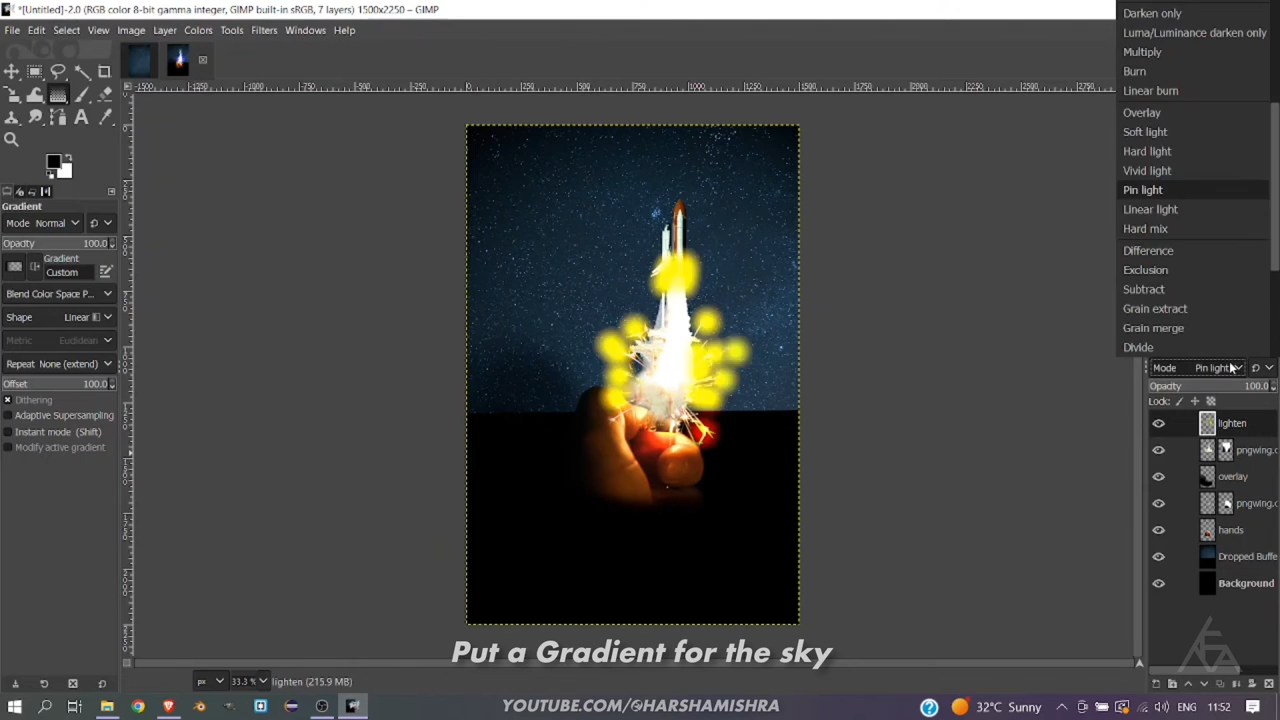 *[Untitled]-2.0 (RGB color 8-bit gamma integer, GIMP built-in sRGB, 7 layers) 1500x2250 – GIMP
File Edit Select View Image Layer Colors Tools Filters Windows Help
Gradient
Mode Normal
Opacity 100.0
Gradient
Custom
Blend Color Space P...
Shape Linear
Metric Euclidean
Repeat None (extend)
Offset 100.0
Dithering
Adaptive Supersampling
Instant mode (Shift)
Modify active gradient
Darken only
Luma/Luminance darken only
Multiply
Burn
Linear burn
Overlay
Soft light
Hard light
Vivid light
Pin light
Linear light
Hard mix
Difference
Exclusion
Subtract
Grain extract
Grain merge
Divide
Mode Pin light
Opacity 100.0
Lock:
lighten
pngwing.c
overlay
pngwing.c
hands
Dropped Buffe
Background
Put a Gradient for the sky
px 33.3 % lighten (215.9 MB)
YOUTUBE.COM/@HARSHAMISHRA
32°C Sunny ENG 11:52